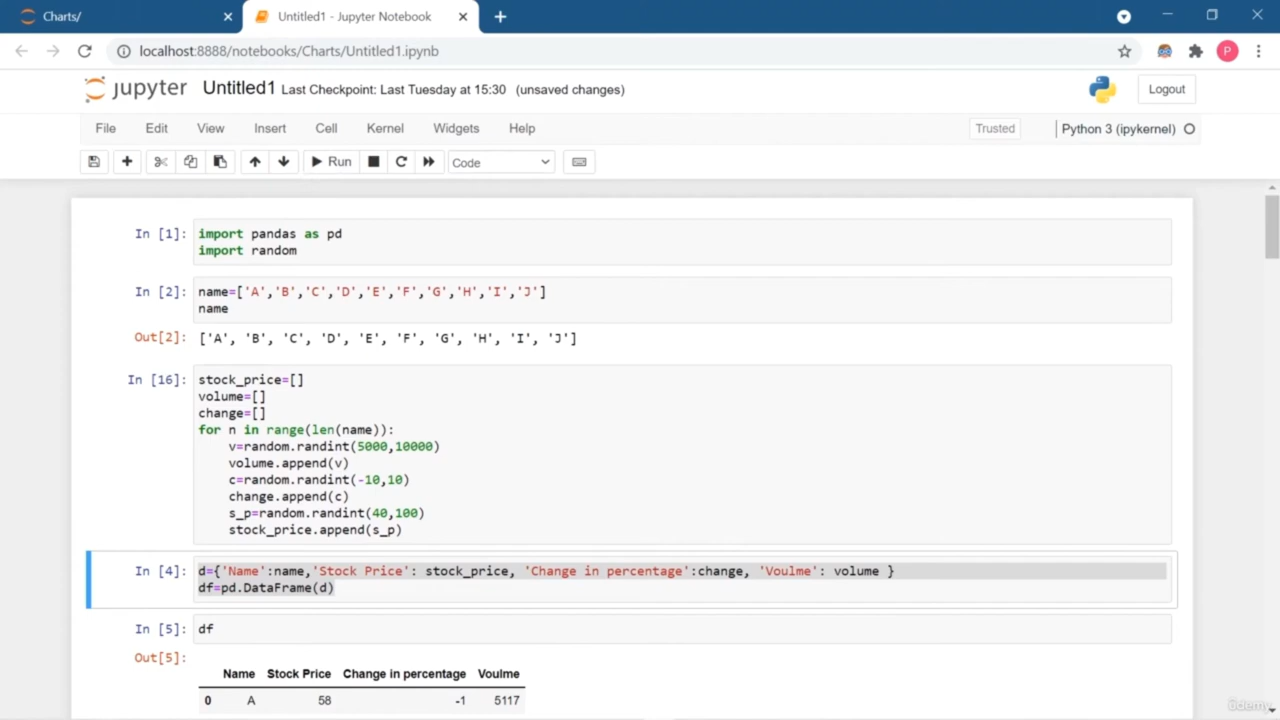 Charts/
Untitled1 - Jupyter Notebook
localhost:8888/notebooks/Charts/Untitled1.ipynb
P
jupyter Untitled1 Last Checkpoint: Last Tuesday at 15:30 (unsaved changes)
Logout
File Edit View Insert Cell Kernel Widgets Help
Trusted
Python 3 (ipykernel)
Run
Code
In [1]: import pandas as pd
import random
In [2]: name=['A','B','C','D','E','F','G','H','I','J']
name
Out[2]: ['A', 'B', 'C', 'D', 'E', 'F', 'G', 'H', 'I', 'J']
In [16]: stock_price=[]
volume=[]
change=[]
for n in range(len(name)):
v=random.randint(5000,10000)
volume.append(v)
c=random.randint(-10,10)
change.append(c)
s_p=random.randint(40,100)
stock_price.append(s_p)
In [4]: d={'Name':name,'Stock Price': stock_price, 'Change in percentage':change, 'Voulme': volume }
df=pd.DataFrame(d)
In [5]: df
Out[5]:
Name Stock Price Change in percentage Voulme
0 A 58 -1 5117
ûdemy